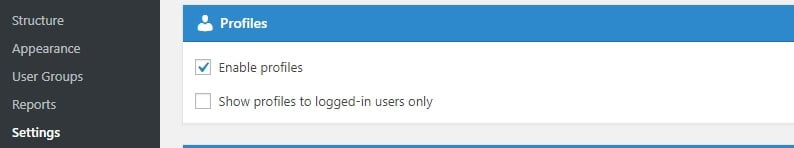 Structure
Appearance
User Groups
Reports
Settings
Profiles
Enable profiles
Show profiles to logged-in users only